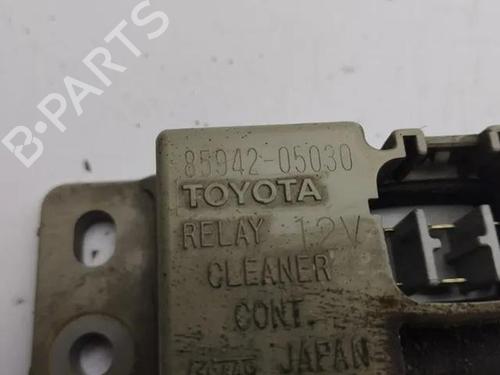 B-PARTS
85942-05030
TOYOTA
RELAY 12V
CLEANER
CONT.
JAPAN